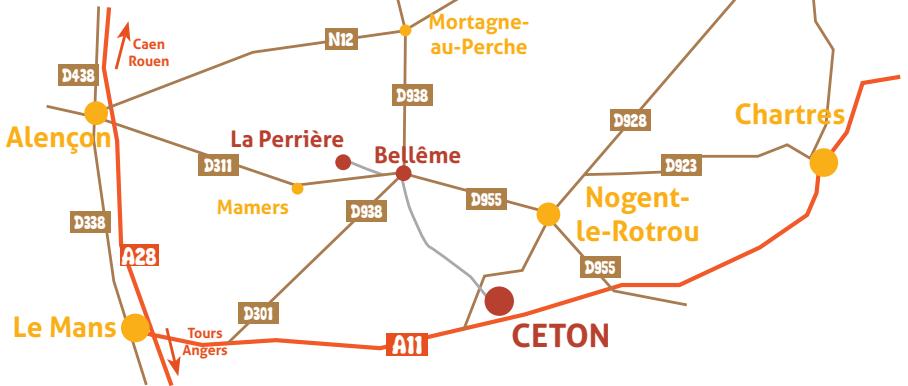 Mortagne-
au-Perche
N12
Caen
Rouen
D438
D938
Chartres
D928
Alençon
La Perrière
Bellême
D311
D923
Mamers
D955
Nogent-
le-Rotrou
D938
D338
A28
D955
D301
Le Mans
Tours
Angers
A11
CETON